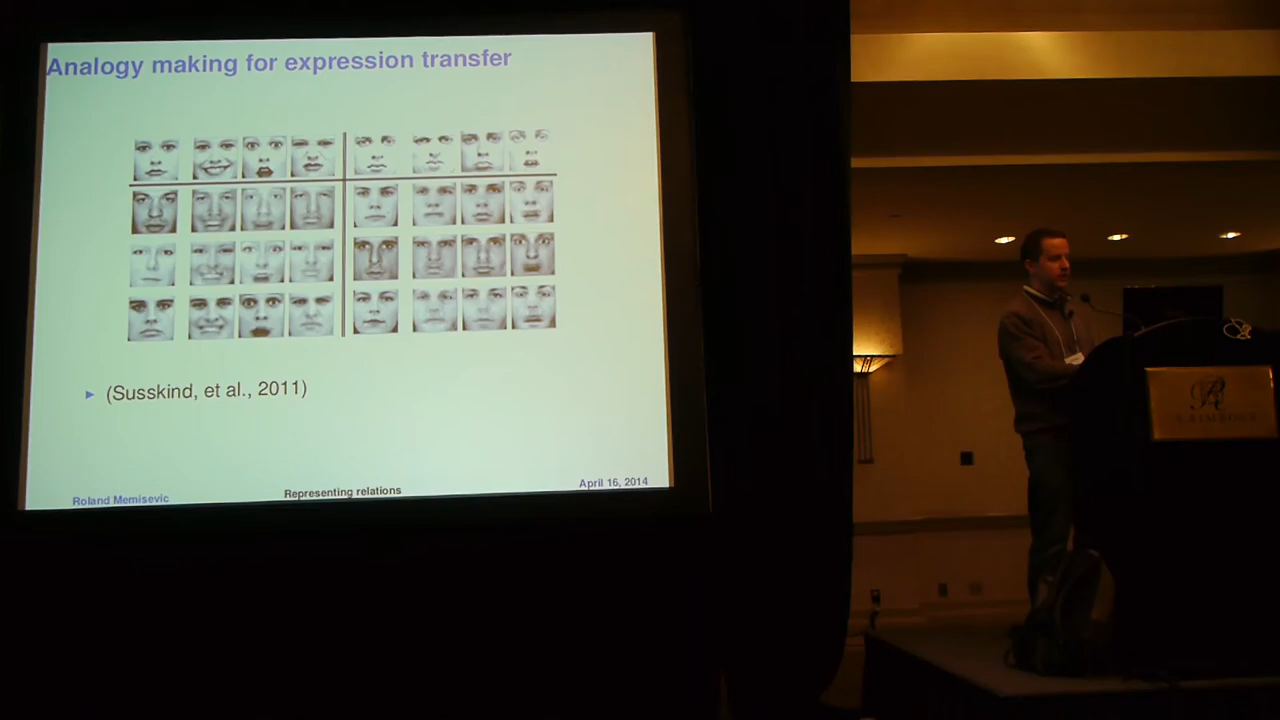 Analogy making for expression transfer
► (Susskind, et al., 2011)
Roland Memisevic
Representing relations
April 16, 2014